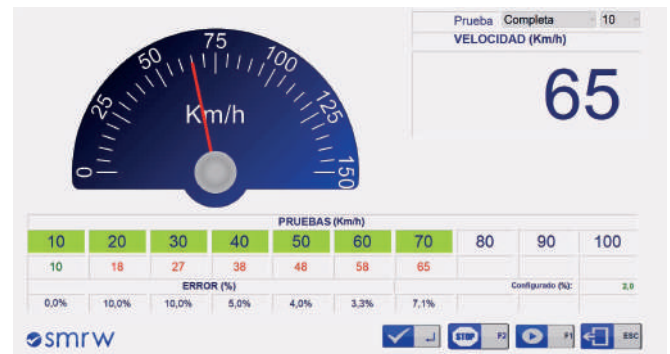 Prueba Completa 10
VELOCIDAD (Km/h)
65
0 25 50 75 100 125 150
Km/h
PRUEBAS (Km/h)
10 20 30 40 50 60 70 80 90 100
10 18 27 38 48 58 65
ERROR (%) Configurado (%): 2,0
0,0% 10,0% 10,0% 5,0% 4,0% 3,3% 7,1%
smrw
STOP F2 F1 ESC